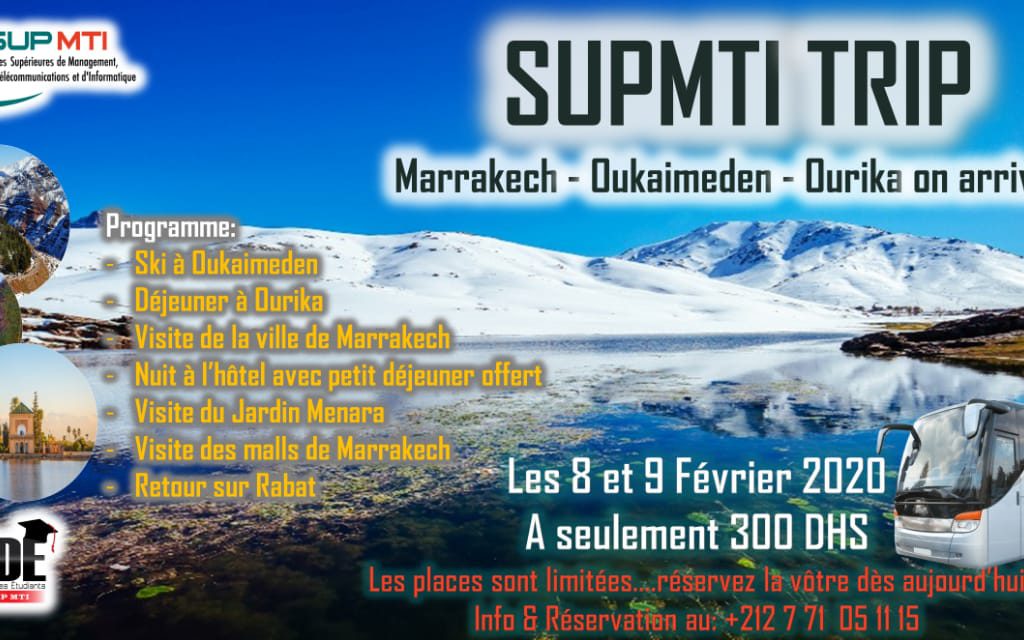 SUP MTI
es Supérieures de Management,
élécommunications et d'Informatique
SUPMTI TRIP
Marrakech - Oukaimeden - Ourika on arriv
Programme:
- Ski à Oukaimeden
- Déjeuner à Ourika
- Visite de la ville de Marrakech
- Nuit à l'hôtel avec petit déjeuner offert
- Visite du Jardin Menara
- Visite des malls de Marrakech
- Retour sur Rabat
Les 8 et 9 Février 2020
A seulement 300 DHS
Les places sont limitées....réservez la vôtre dès aujourd'hui
Info & Réservation au: +212 7 71 05 11 15
DE
es Étudiants
P MTI